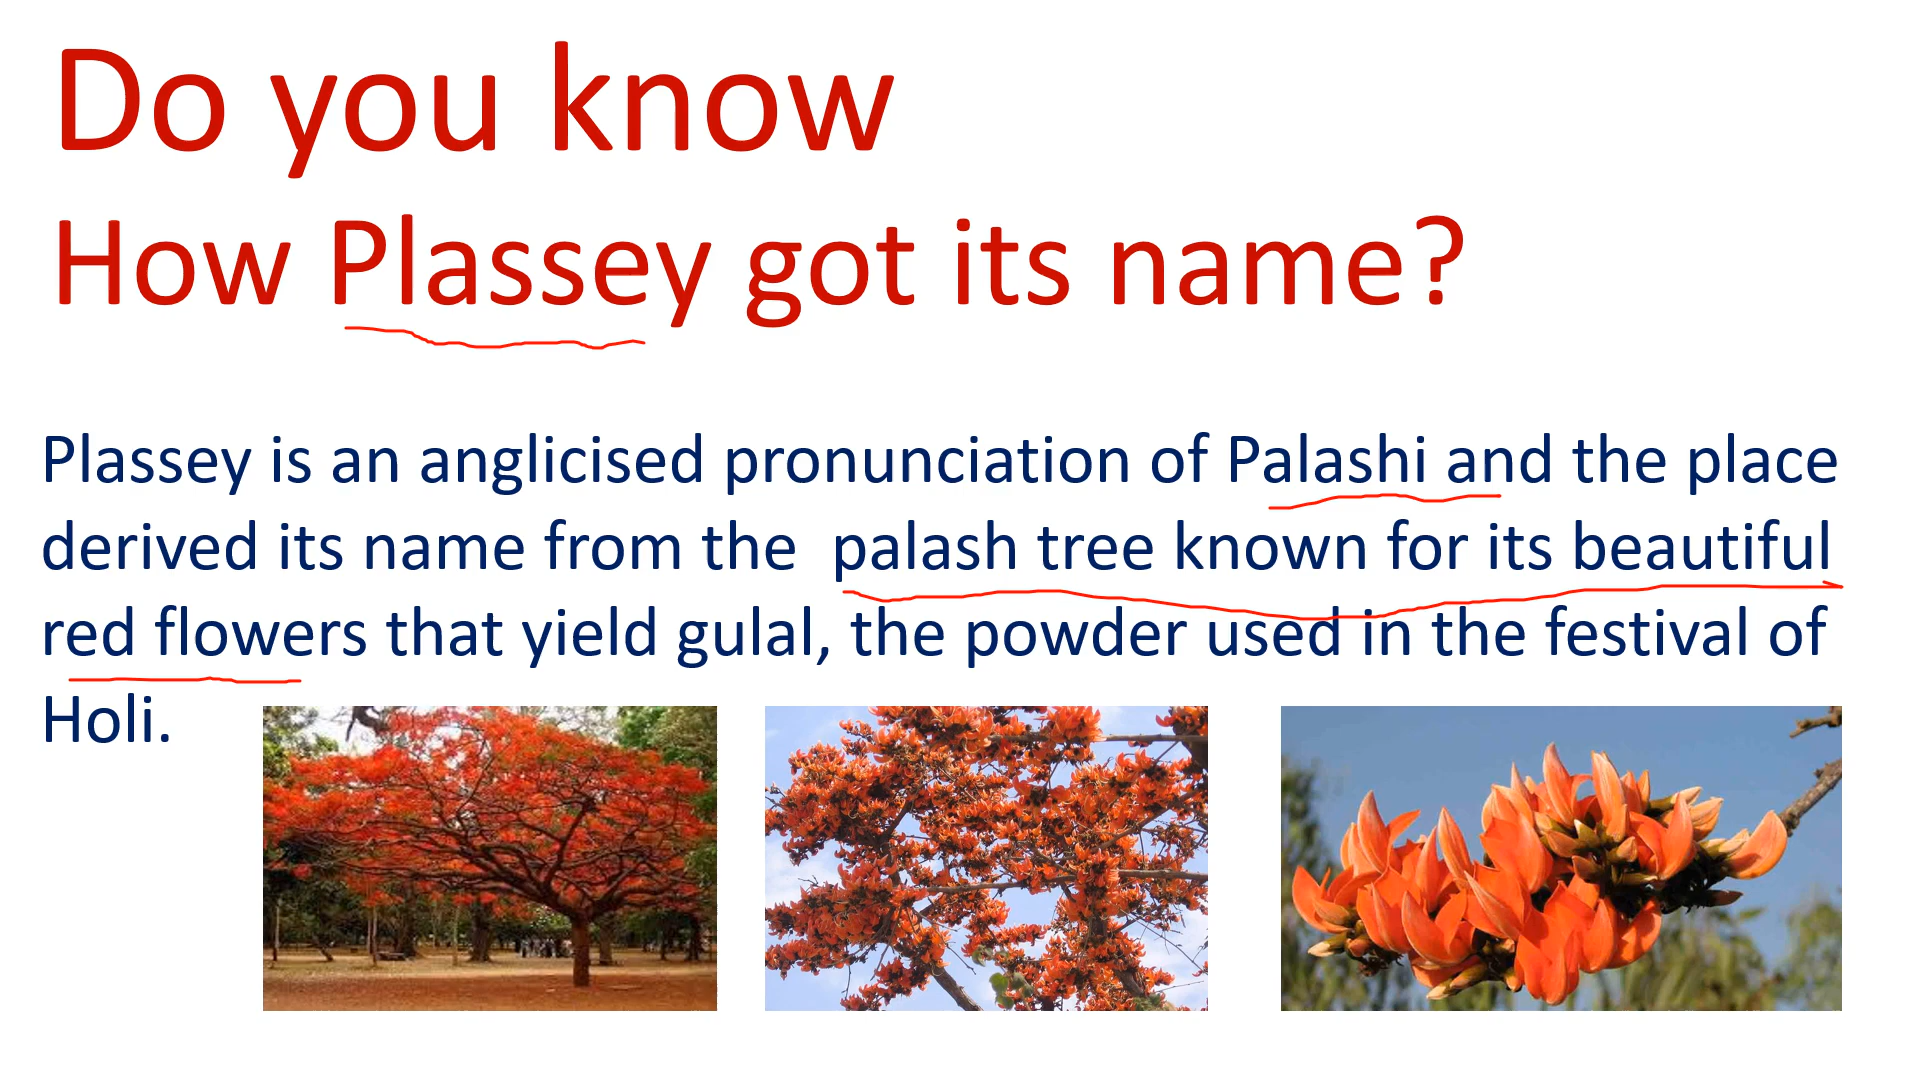 Do you know
How Plassey got its name?
Plassey is an anglicised pronunciation of Palashi and the place
derived its name from the palash tree known for its beautiful
red flowers that yield gulal, the powder used in the festival of
Holi.